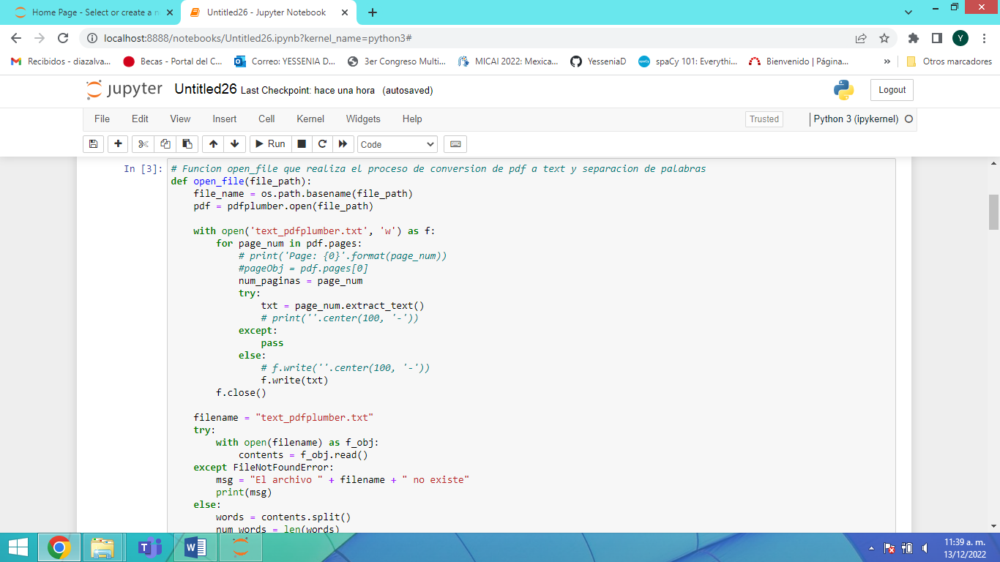 Home Page - Select or create a n
Untitled26 - Jupyter Notebook
localhost:8888/notebooks/Untitled26.ipynb?kernel_name=python3#
Y
Recibidos - diazalva...
Becas - Portal del C...
Correo: YESSENIA D...
3er Congreso Multi...
MICAI 2022: Mexica...
YesseniaD
spaCy 101: Everythi...
Bienvenido | Página...
»
Otros marcadores
jupyter Untitled26 Last Checkpoint: hace una hora (autosaved)
Logout
File Edit View Insert Cell Kernel Widgets Help
Trusted
Python 3 (ipykernel)
Run
Code
In [3]:
# Funcion open_file que realiza el proceso de conversion de pdf a text y separacion de palabras
def open_file(file_path):
    file_name = os.path.basename(file_path)
    pdf = pdfplumber.open(file_path)
    with open('text_pdfplumber.txt', 'w') as f:
        for page_num in pdf.pages:
            # print('Page: {0}'.format(page_num))
            #pageObj = pdf.pages[0]
            num_paginas = page_num
            try:
                txt = page_num.extract_text()
                # print(''.center(100, '-'))
            except:
                pass
            else:
                # f.write(''.center(100, '-'))
                f.write(txt)
        f.close()
    filename = "text_pdfplumber.txt"
    try:
        with open(filename) as f_obj:
            contents = f_obj.read()
    except FileNotFoundError:
        msg = "El archivo " + filename + " no existe"
        print(msg)
    else:
        words = contents.split()
        num_words = len(words)
11:39 a. m.
13/12/2022